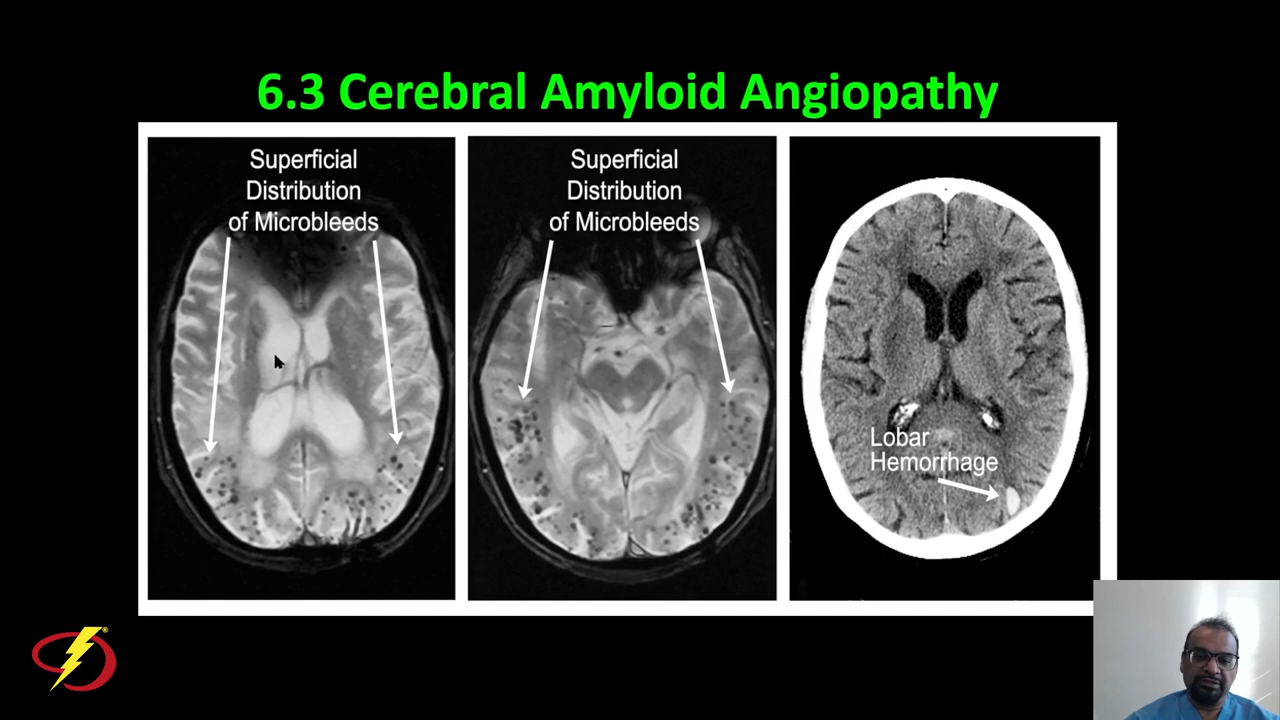 6.3 Cerebral Amyloid Angiopathy
Superficial
Distribution
of Microbleeds
Superficial
Distribution
of Microbleeds
Lobar
Hemorrhage